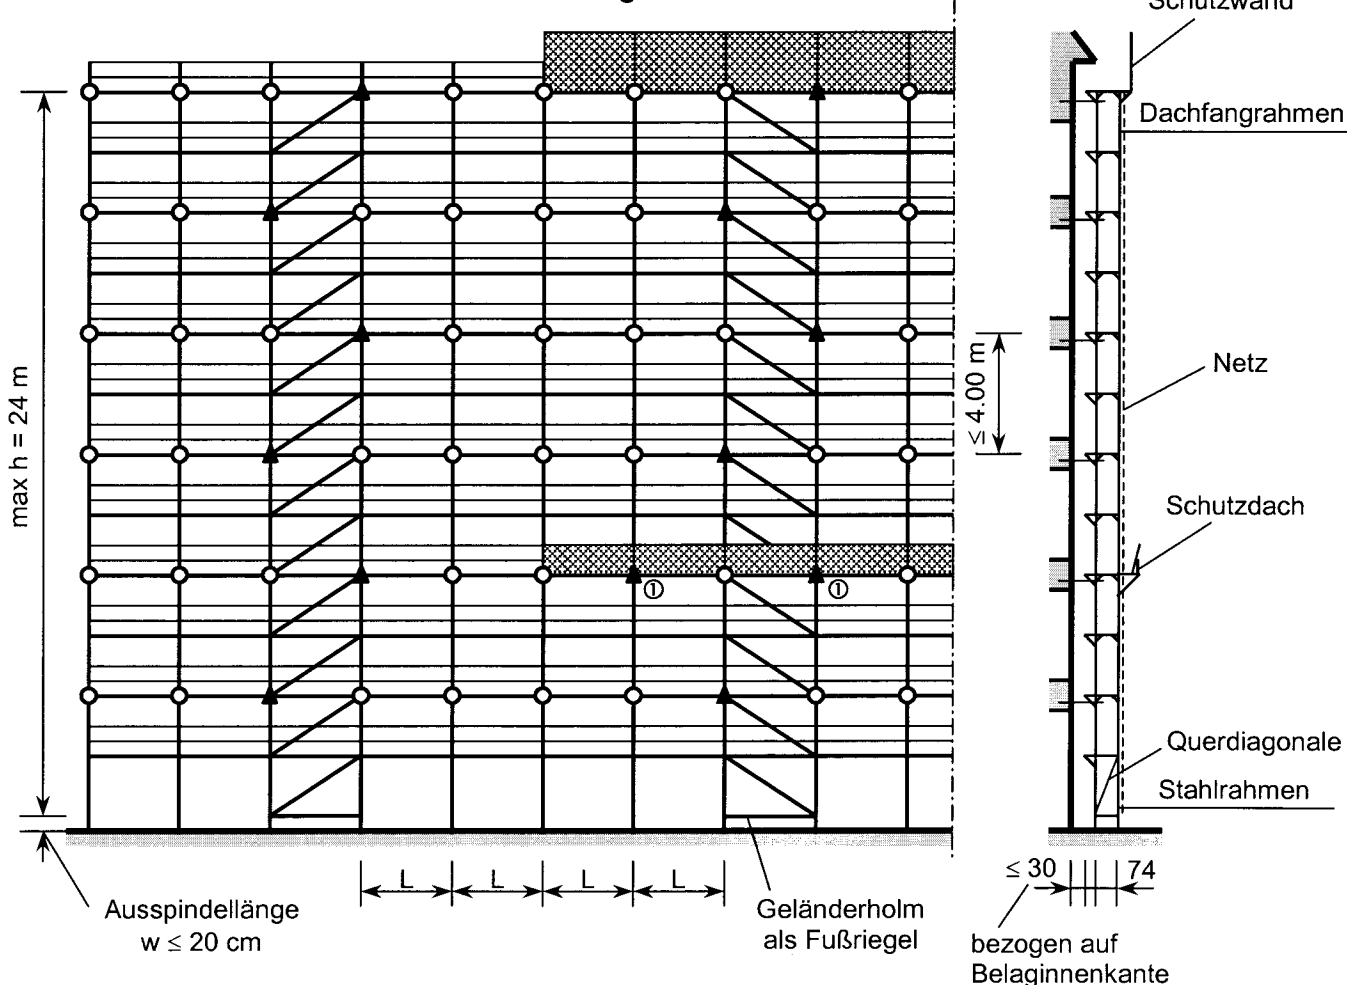 Schutzwand
Dachfangrahmen
max h = 24 m
≤ 4.00 m
Netz
Schutzdach
① ①
Querdiagonale
Stahlrahmen
L L L L
≤ 30 74
Ausspindellänge
w ≤ 20 cm
Geländerholm
als Fußriegel
bezogen auf
Belaginnenkante